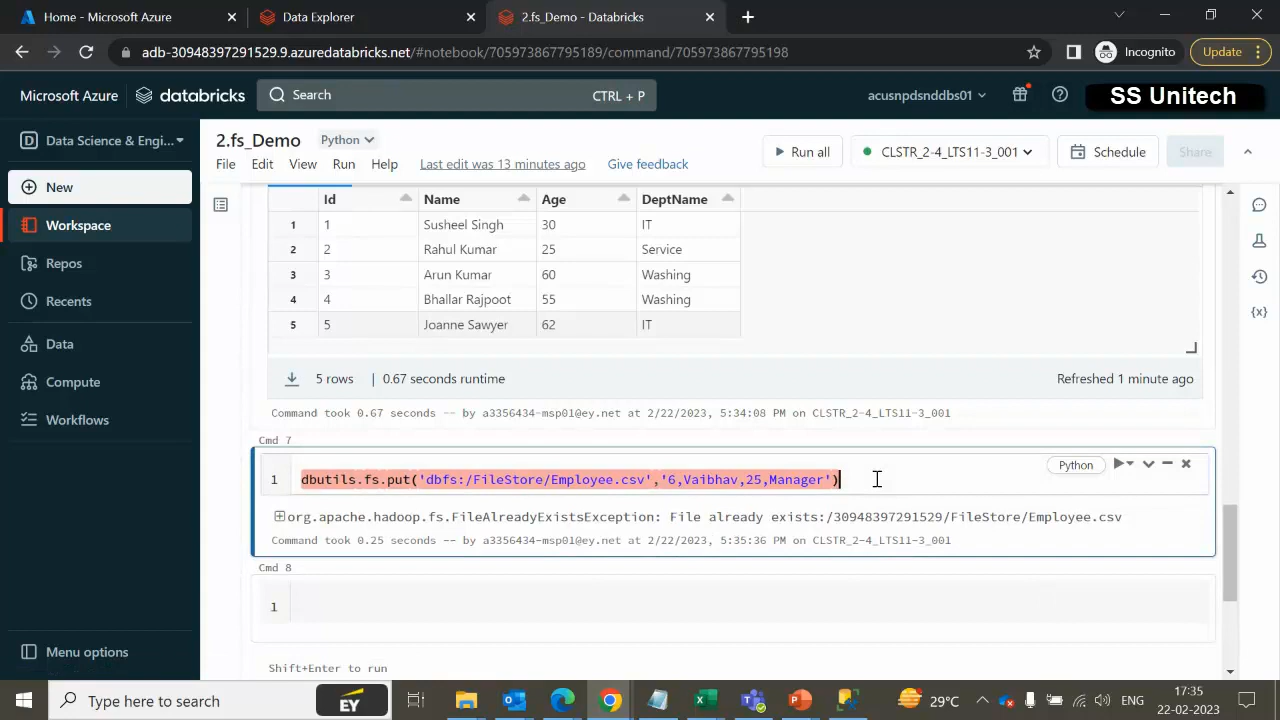 Home - Microsoft Azure
Data Explorer
2.fs_Demo - Databricks
adb-30948397291529.9.azuredatabricks.net/#notebook/705973867795189/command/705973867795198
Incognito
Update
Microsoft Azure
databricks
Search
CTRL + P
acusnpdsnddbs01
SS Unitech
D
Data Science & Engi...
New
Workspace
Repos
Recents
Data
Compute
Workflows
Menu options
2.fs_Demo
Python
File
Edit
View
Run
Help
Last edit was 13 minutes ago
Give feedback
Run all
CLSTR_2-4_LTS11-3_001
Schedule
Share
Id Name Age DeptName
1 1 Susheel Singh 30 IT
2 2 Rahul Kumar 25 Service
3 3 Arun Kumar 60 Washing
4 4 Bhallar Rajpoot 55 Washing
5 5 Joanne Sawyer 62 IT
5 rows | 0.67 seconds runtime
Refreshed 1 minute ago
Command took 0.67 seconds -- by a3356434-msp01@ey.net at 2/22/2023, 5:34:08 PM on CLSTR_2-4_LTS11-3_001
Cmd 7
Python
1 dbutils.fs.put('dbfs:/FileStore/Employee.csv','6,Vaibhav,25,Manager')
org.apache.hadoop.fs.FileAlreadyExistsException: File already exists:/30948397291529/FileStore/Employee.csv
Command took 0.25 seconds -- by a3356434-msp01@ey.net at 2/22/2023, 5:35:36 PM on CLSTR_2-4_LTS11-3_001
Cmd 8
1
Shift+Enter to run
Type here to search
EY
29°C
ENG
17:35
22-02-2023